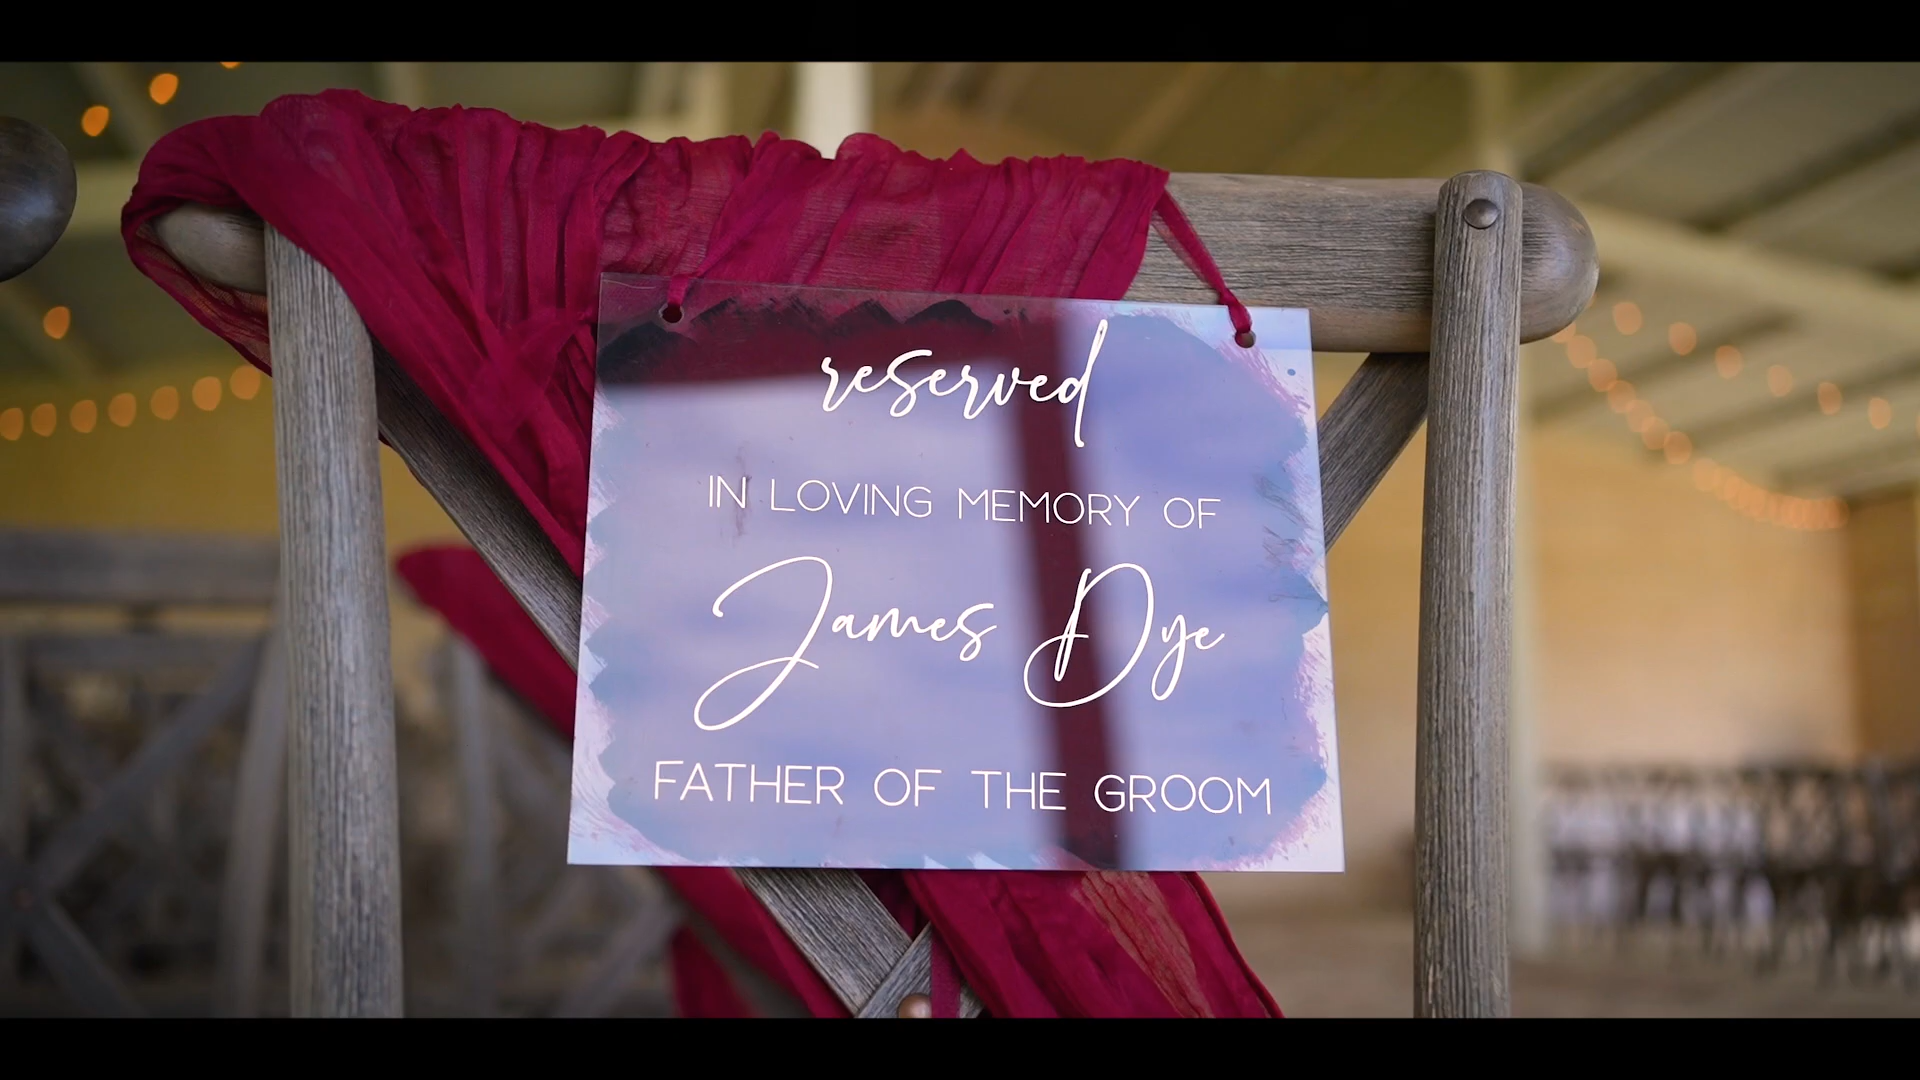 reserved
IN LOVING MEMORY OF
James Dye
FATHER OF THE GROOM